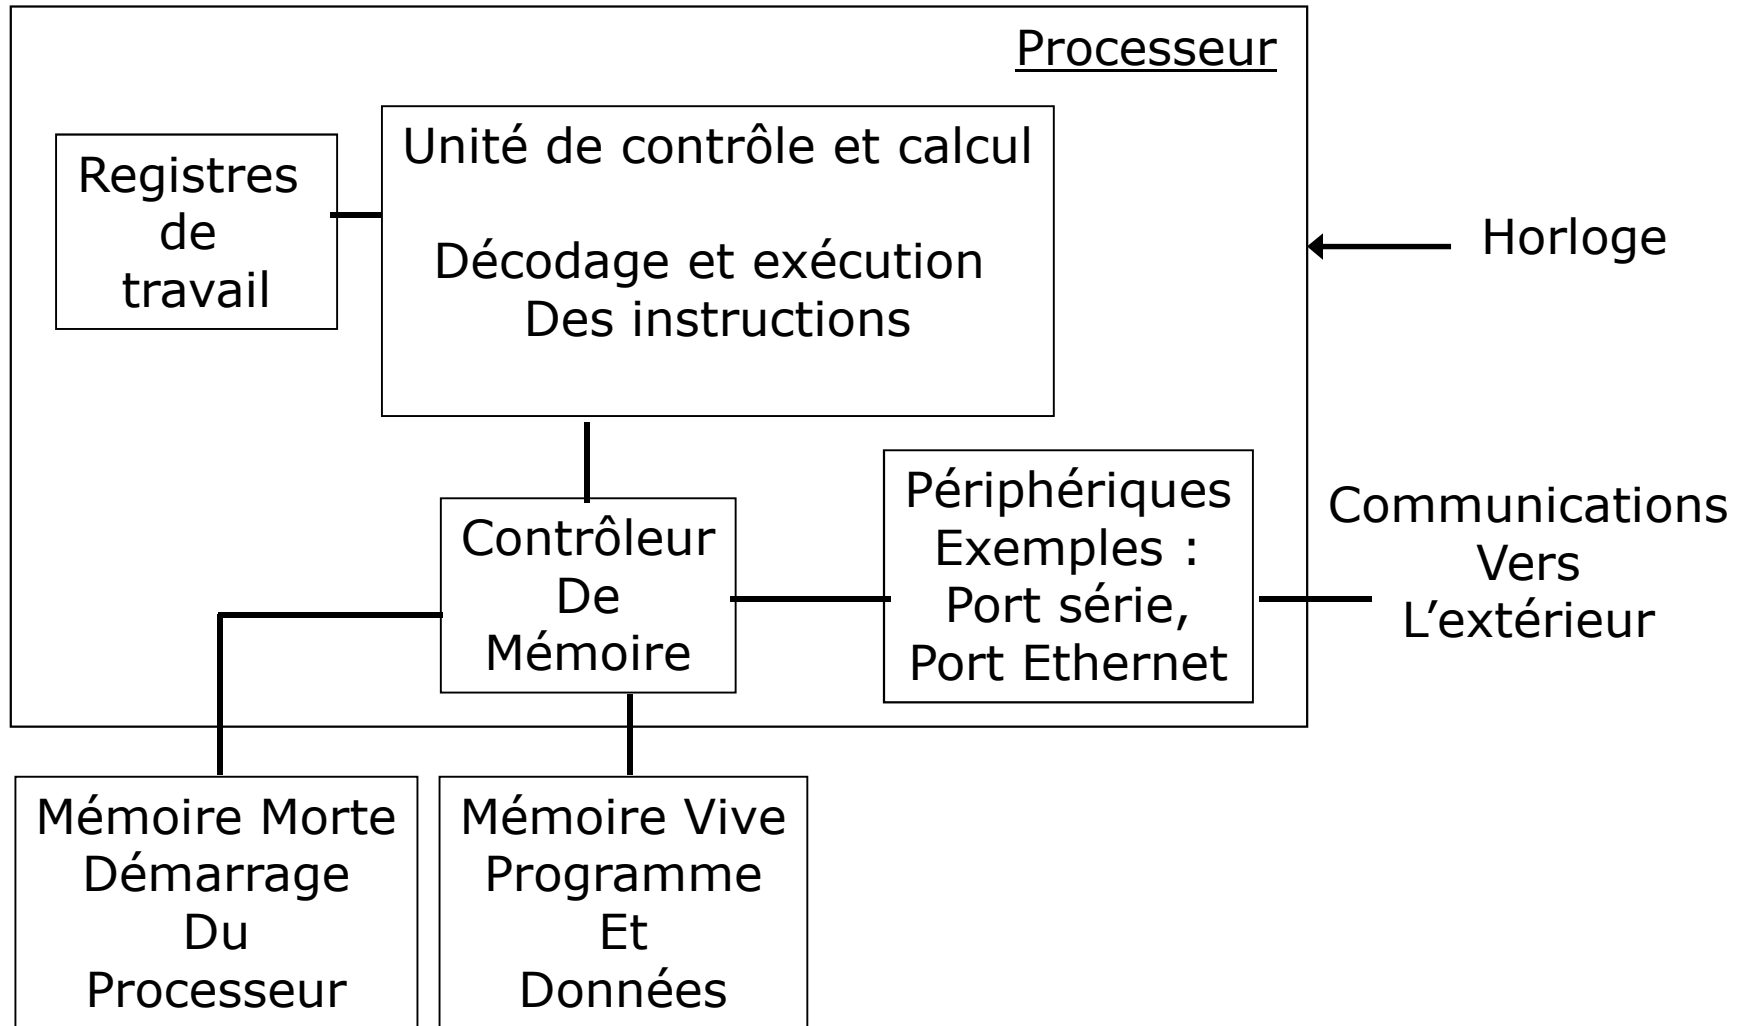 Processeur
Registres
de
travail
Unité de contrôle et calcul
Décodage et exécution
Des instructions
Horloge
Contrôleur
De
Mémoire
Périphériques
Exemples :
Port série,
Port Ethernet
Communications
Vers
L’extérieur
Mémoire Morte
Démarrage
Du
Processeur
Mémoire Vive
Programme
Et
Données